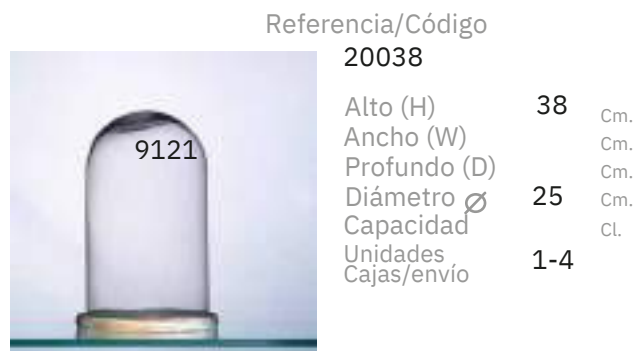 Referencia/Código
20038
9121
Alto (H) 38 Cm.
Ancho (W) Cm.
Profundo (D) Cm.
Diámetro ⌀ 25 Cm.
Capacidad Cl.
Unidades
Cajas/envío 1-4